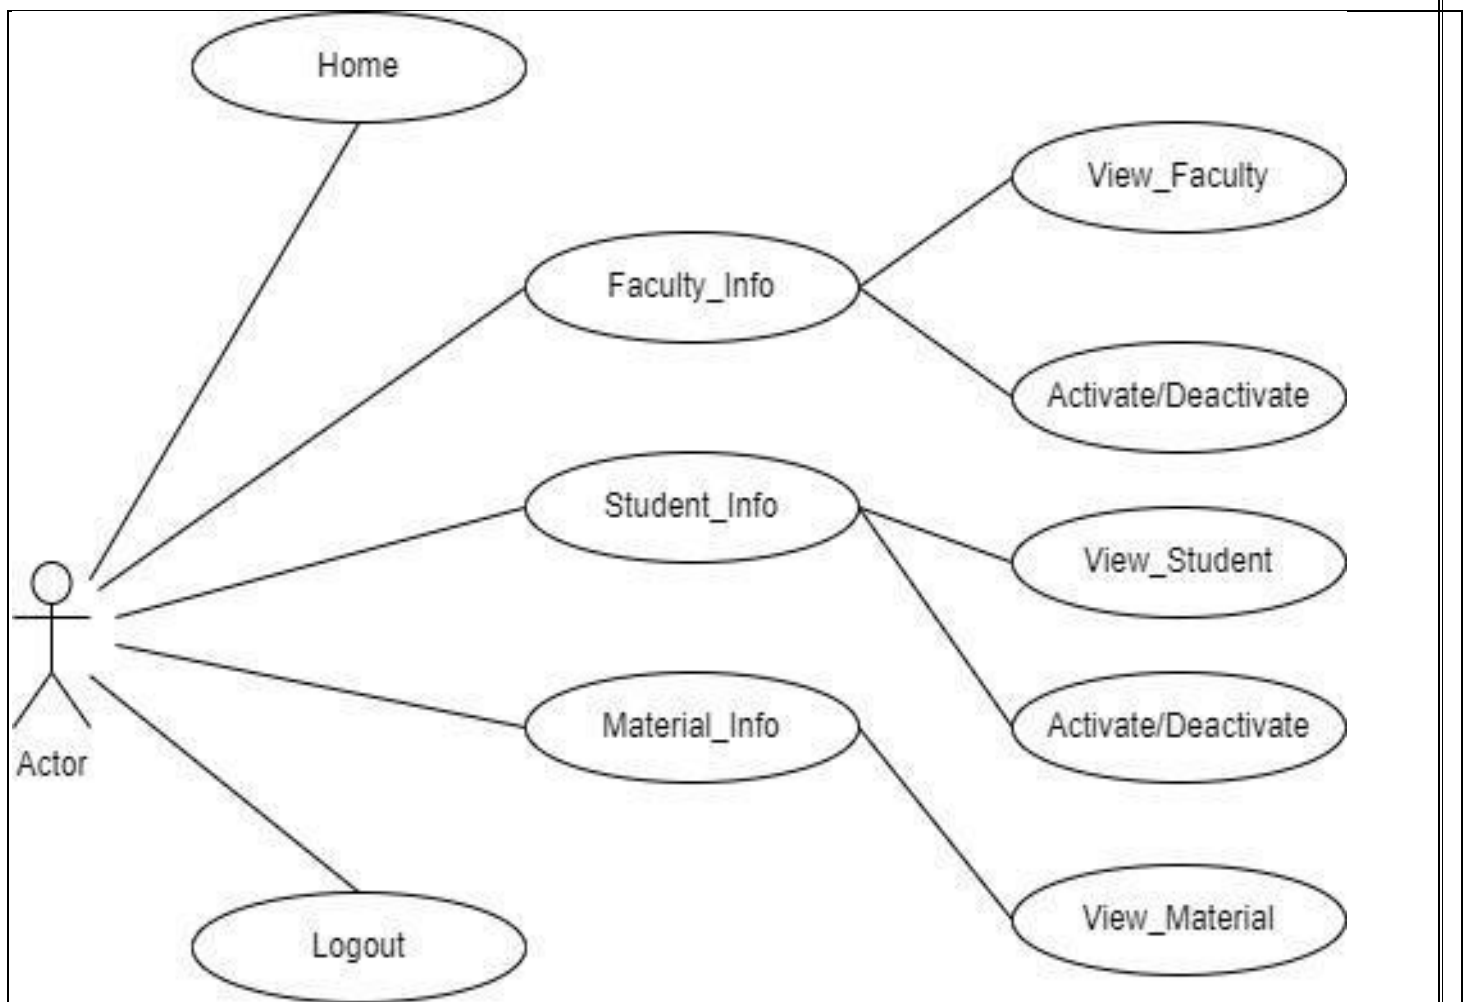 Home
View_Faculty
Faculty_Info
Activate/Deactivate
Student_Info
View_Student
Material_Info
Activate/Deactivate
Actor
View_Material
Logout